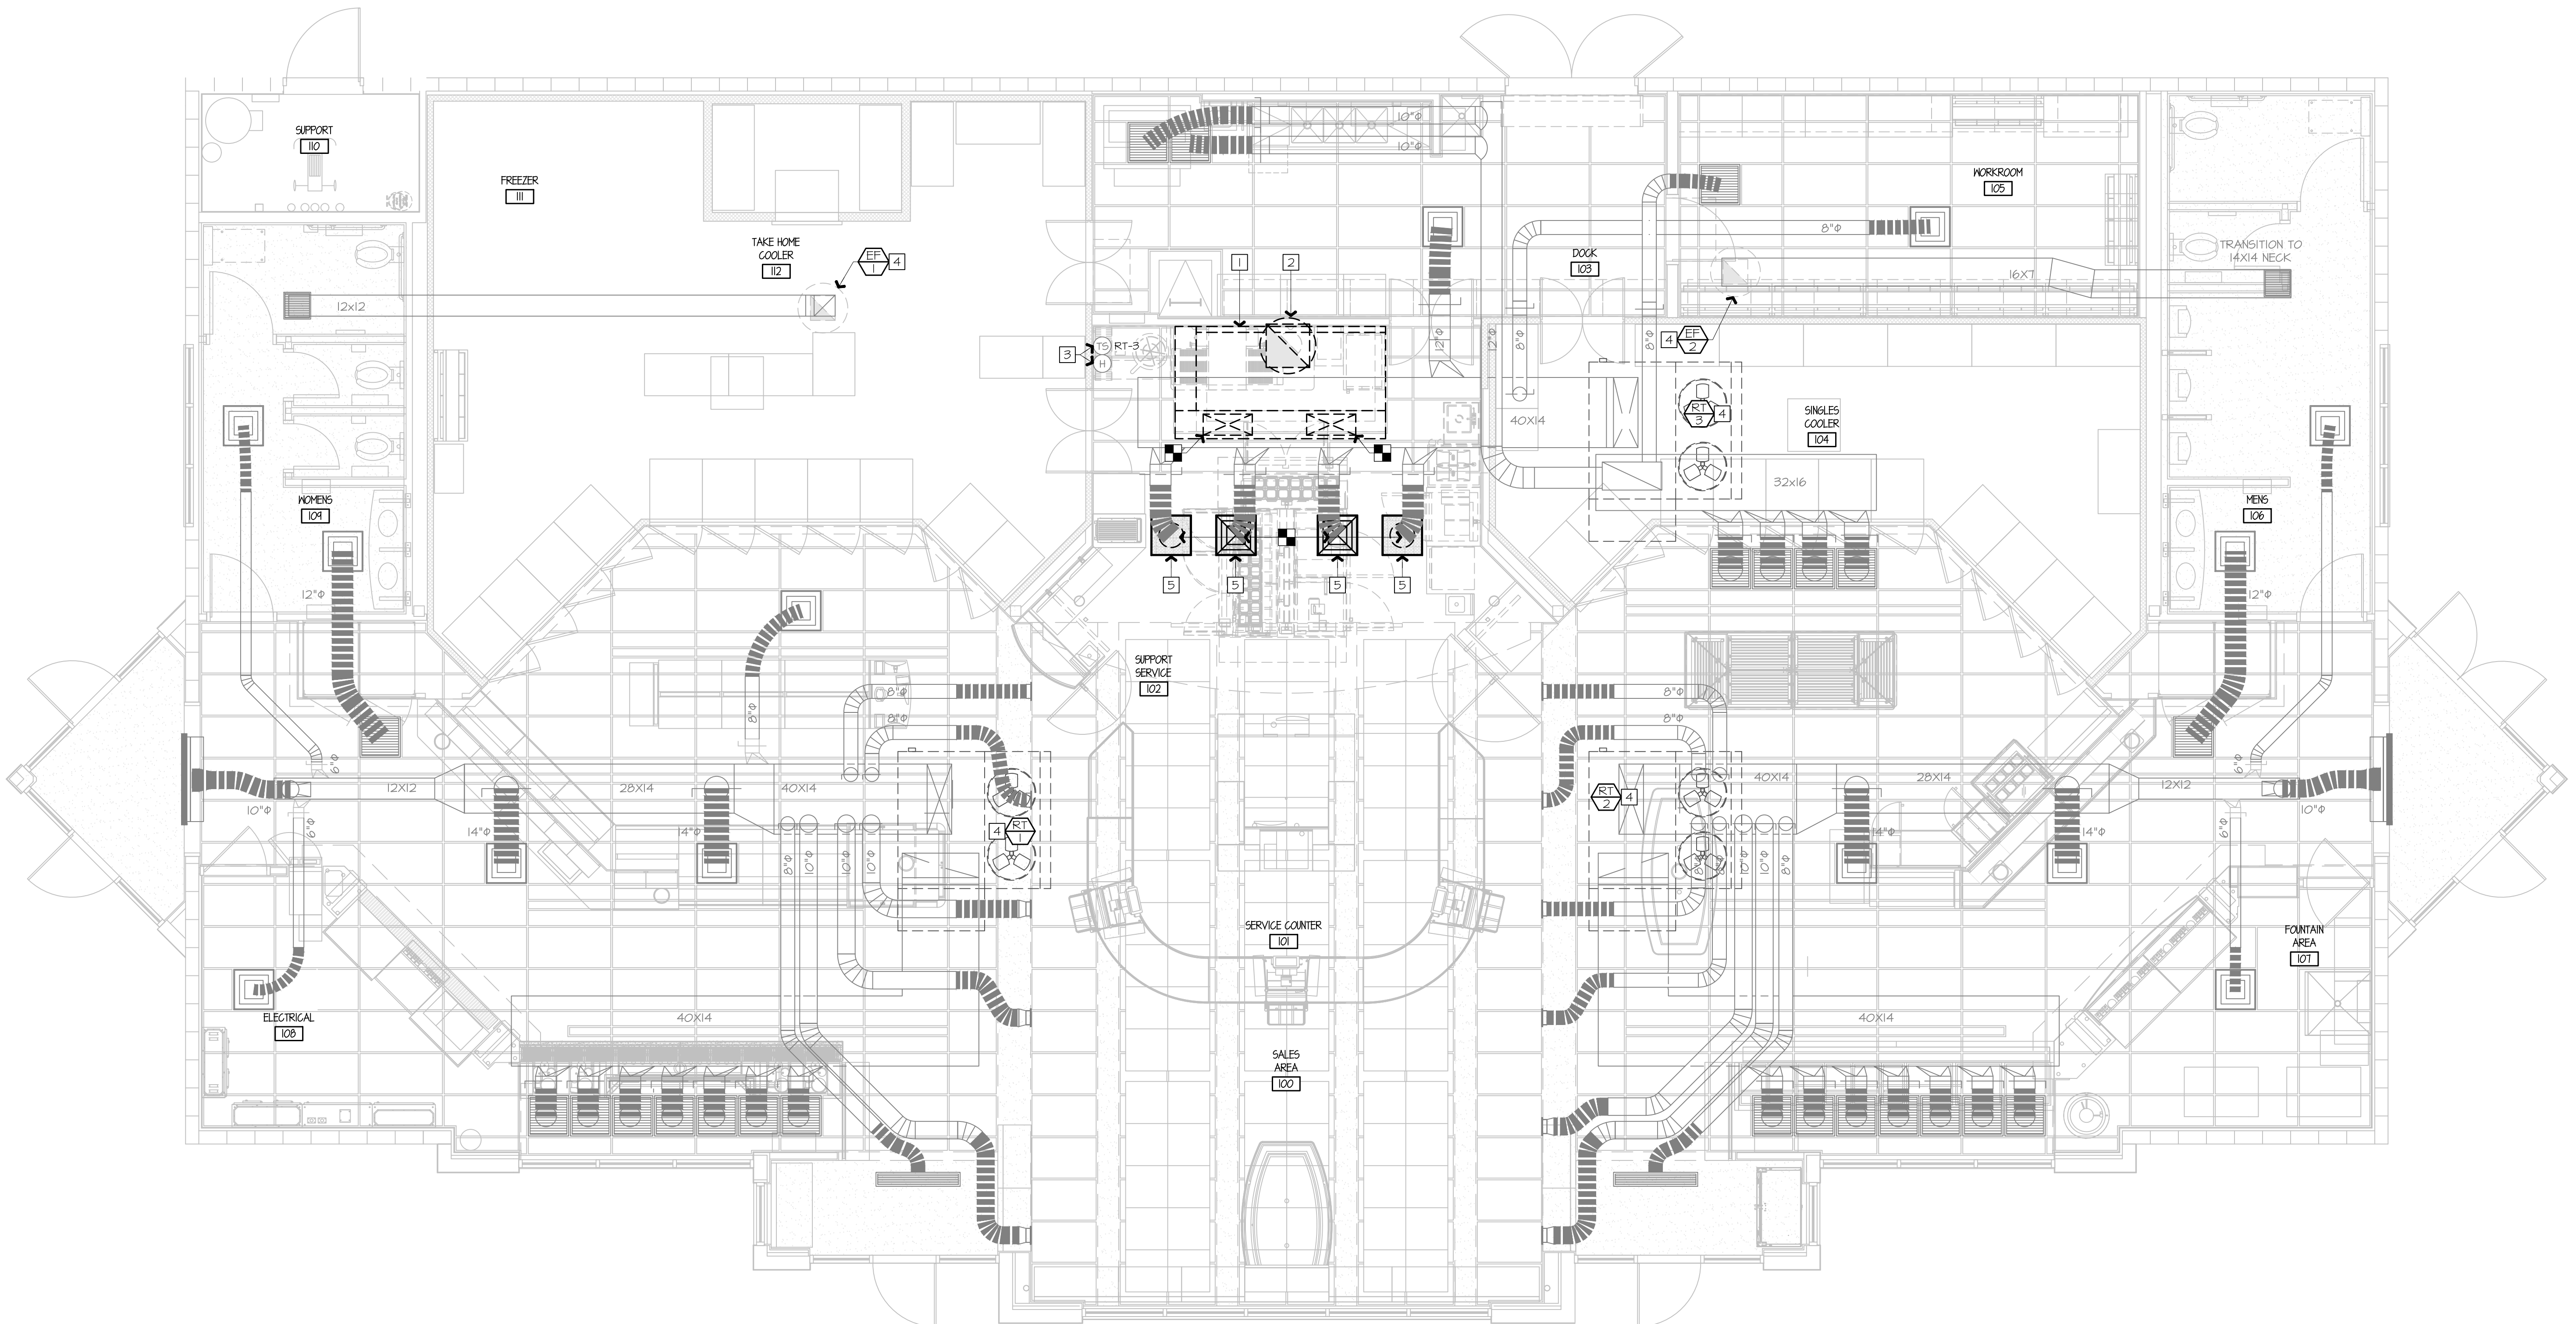 SUPPORT
110
FREEZER
111
TAKE HOME
COOLER
112
EF
1
4
12x12
10"Φ
10"Φ
1
2
DOCK
103
WORKROOM
105
8"Φ
TRANSITION TO
14X14 NECK
16X7
3
TS
RT-3
H
12"Φ
12"Φ
8"Φ
8"Φ
4
EF
2
40X14
RT
3
4
SINGLES
COOLER
104
32x16
WOMENS
109
MENS
106
5
5
5
5
12"Φ
12"Φ
SUPPORT
SERVICE
102
8"Φ
8"Φ
8"Φ
8"Φ
8"Φ
6"Φ
6"Φ
12X12
28X14
40X14
40X14
28X14
12X12
10"Φ
10"Φ
RT
2
4
4
RT
1
6"Φ
14"Φ
14"Φ
14"Φ
14"Φ
6"Φ
8"Φ
10"Φ
10"Φ
10"Φ
8"Φ
8"Φ
10"Φ
10"Φ
8"Φ
SERVICE COUNTER
101
FOUNTAIN
AREA
107
ELECTRICAL
108
40X14
40X14
SALES
AREA
100